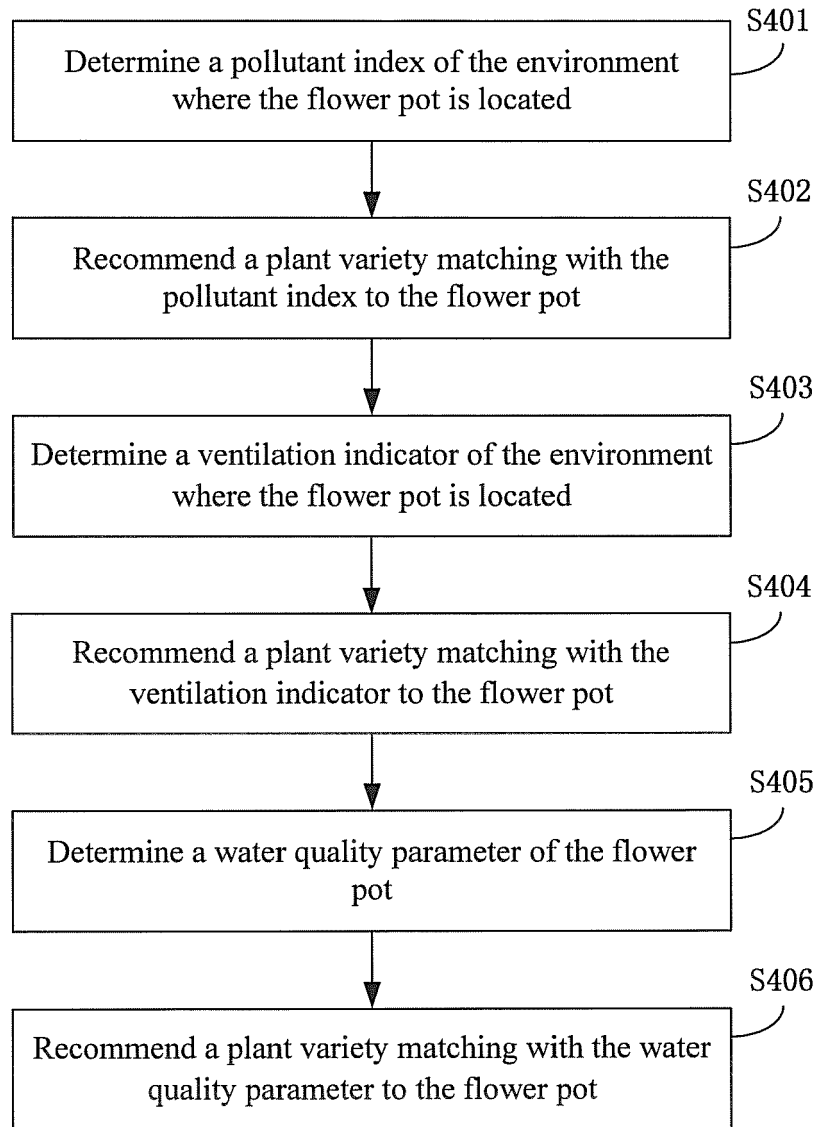 S401
Determine a pollutant index of the environment
where the flower pot is located
S402
Recommend a plant variety matching with the
pollutant index to the flower pot
S403
Determine a ventilation indicator of the environment
where the flower pot is located
S404
Recommend a plant variety matching with the
ventilation indicator to the flower pot
S405
Determine a water quality parameter of the flower
pot
S406
Recommend a plant variety matching with the water
quality parameter to the flower pot